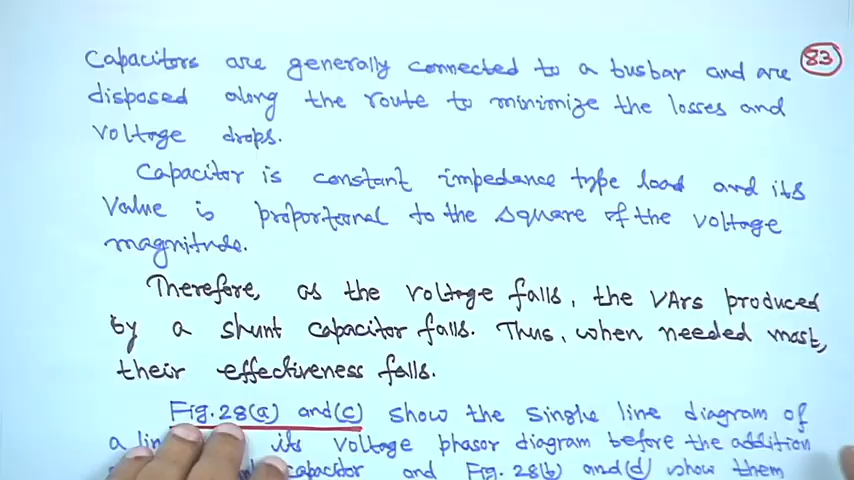 Capacitors are generally connected to a busbar and are
83
disposed along the route to minimize the losses and
voltage drops.
Capacitor is constant impedance type load and its
value is proportional to the square of the voltage
magnitude.
Therefore, as the voltage falls, the VArs produced
by a shunt capacitor falls. Thus, when needed most,
their effectiveness falls.
Fig.28(a) and(c) show the single line diagram of
a its voltage phasor diagram before the addition
capacitor and Fig.28(b) and(d) show them